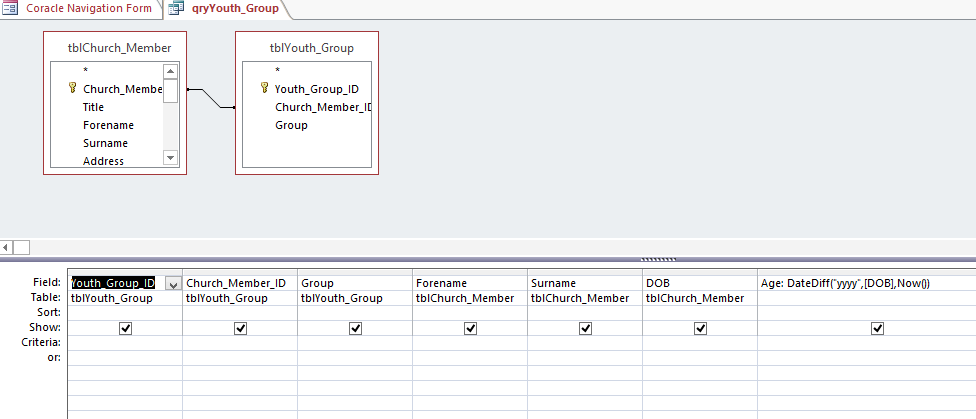 Coracle Navigation Form qryYouth_Group
tblChurch_Member
*
Church_Membe
Title
Forename
Surname
Address
tblYouth_Group
*
Youth_Group_ID
Church_Member_ID
Group
Field: Youth_Group_ID Church_Member_ID Group Forename Surname DOB Age: DateDiff("yyyy",[DOB],Now())
Table: tblYouth_Group tblYouth_Group tblYouth_Group tblChurch_Member tblChurch_Member tblChurch_Member
Sort:
Show:
Criteria:
or: